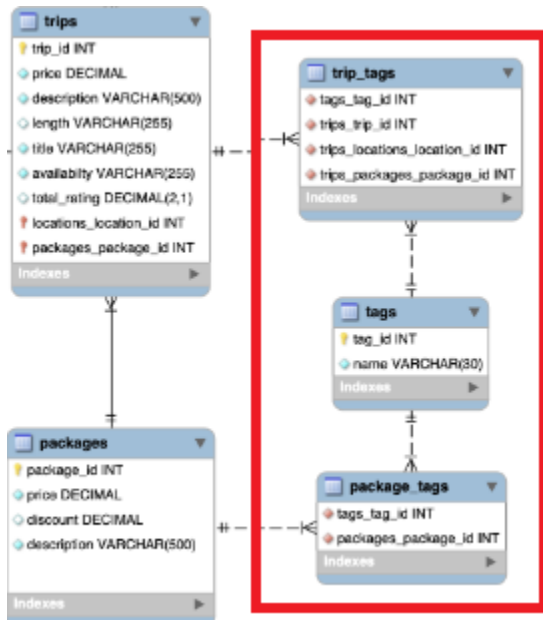 trips
trip_id INT
price DECIMAL
description VARCHAR(500)
length VARCHAR(255)
title VARCHAR(255)
availabilty VARCHAR(255)
total_rating DECIMAL(2,1)
locations_location_id INT
packages_package_id INT
Indexes
trip_tags
tags_tag_id INT
trips_trip_id INT
trips_locations_location_id INT
trips_packages_package_id INT
Indexes
tags
tag_id INT
name VARCHAR(30)
Indexes
packages
package_id INT
price DECIMAL
discount DECIMAL
description VARCHAR(500)
Indexes
package_tags
tags_tag_id INT
packages_package_id INT
Indexes